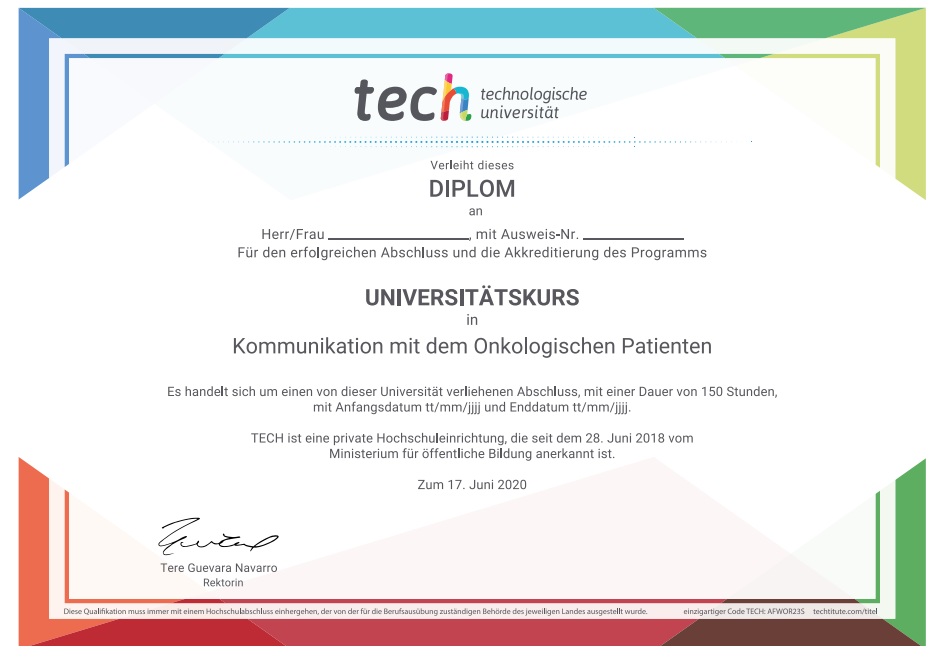 tech technologische
universität
Verleiht dieses
DIPLOM
an
Herr/Frau ____________, mit Ausweis-Nr. ____________
Für den erfolgreichen Abschluss und die Akkreditierung des Programms
UNIVERSITÄTSKURS
in
Kommunikation mit dem Onkologischen Patienten
Es handelt sich um einen von dieser Universität verliehenen Abschluss, mit einer Dauer von 150 Stunden,
mit Anfangsdatum tt/mm/jjjj und Enddatum tt/mm/jjjj.
TECH ist eine private Hochschuleinrichtung, die seit dem 28. Juni 2018 vom
Ministerium für öffentliche Bildung anerkannt ist.
Zum 17. Juni 2020
Tere Guevara Navarro
Rektorin
Diese Qualifikation muss immer mit einem Hochschulabschluss einhergehen, der von der für die Berufsausübung zuständigen Behörde des jeweiligen Landes ausgestellt wurde. einzigartiger Code TECH: AFWOR23S techtitute.com/titel